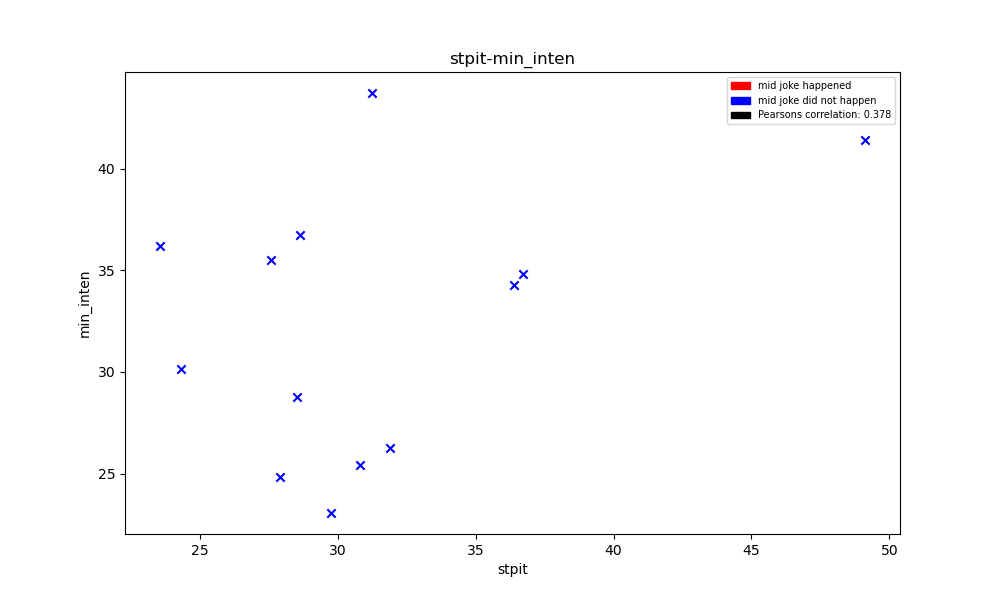 stpit-min_inten
mid joke happened
mid joke did not happen
Pearsons correlation: 0.378
40
35
30
25
min_inten
25 30 35 40 45 50
stpit